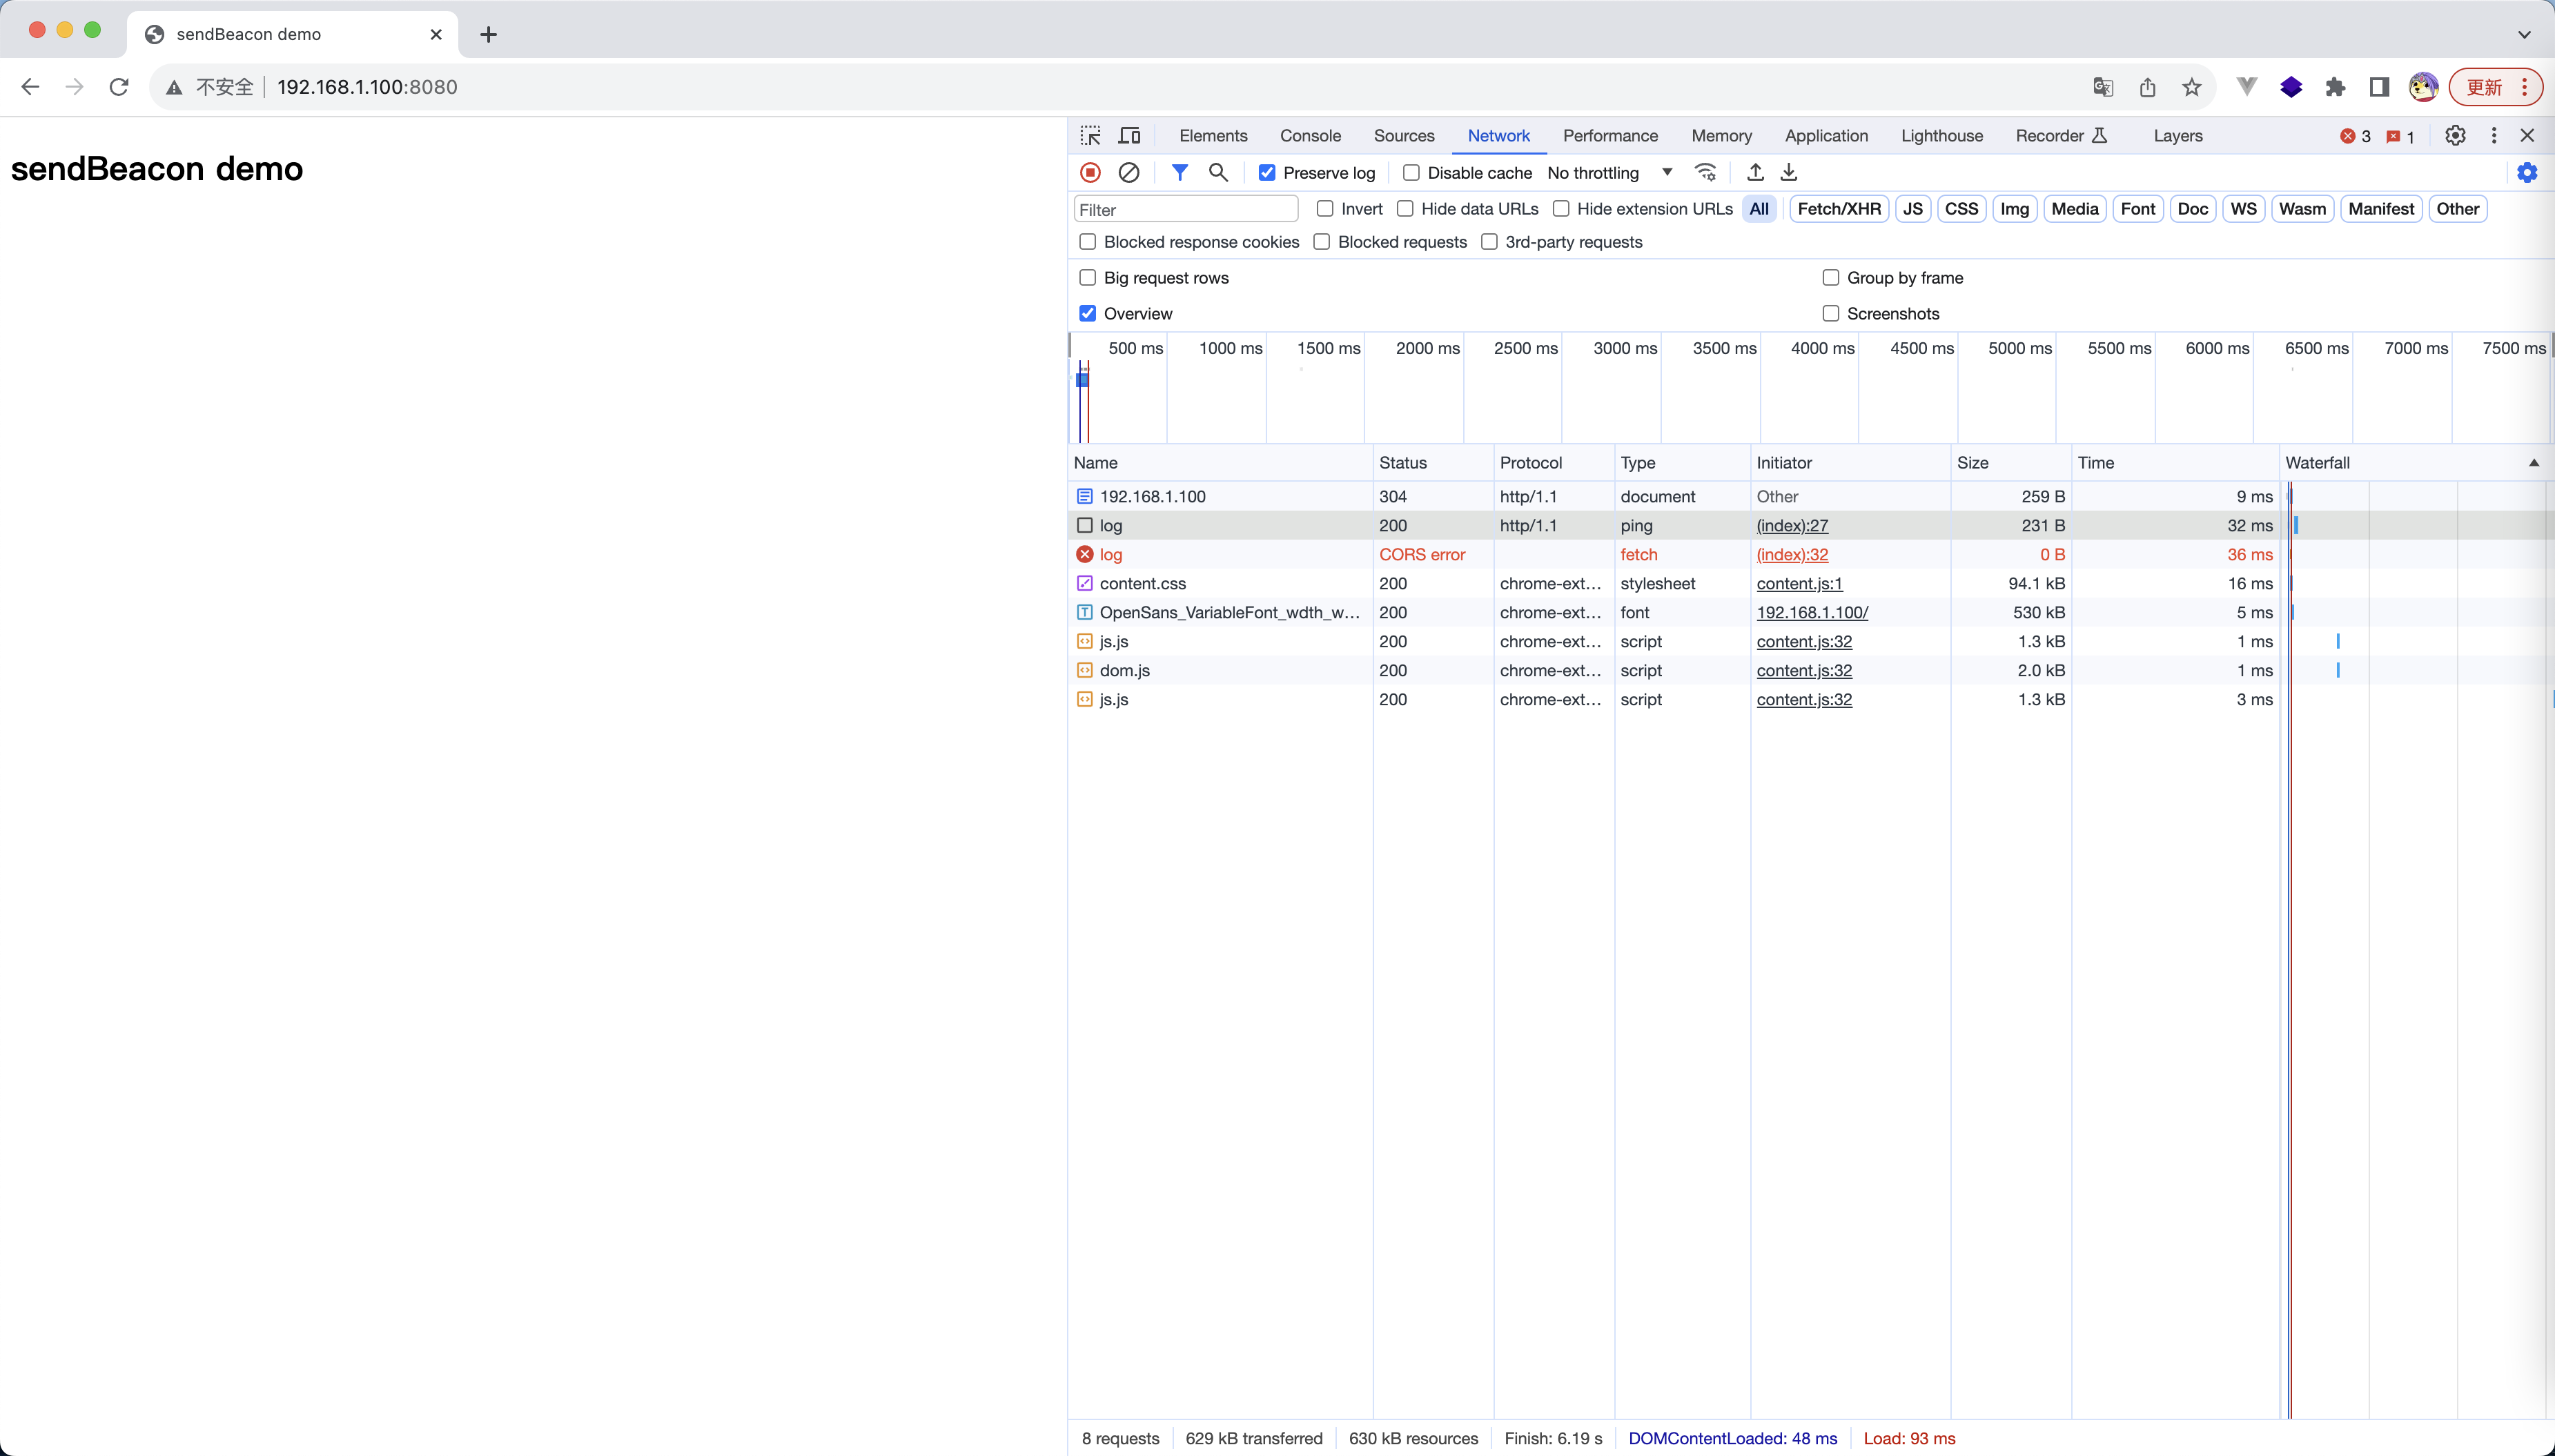 sendBeacon demo
不安全 192.168.1.100:8080 更新
sendBeacon demo
Elements Console Sources Network Performance Memory Application Lighthouse Recorder Layers 3 1
Preserve log Disable cache No throttling
Filter Invert Hide data URLs Hide extension URLs All Fetch/XHR JS CSS Img Media Font Doc WS Wasm Manifest Other
Blocked response cookies Blocked requests 3rd-party requests
Big request rows Group by frame
Overview Screenshots
500 ms 1000 ms 1500 ms 2000 ms 2500 ms 3000 ms 3500 ms 4000 ms 4500 ms 5000 ms 5500 ms 6000 ms 6500 ms 7000 ms 7500 ms
Name Status Protocol Type Initiator Size Time Waterfall
192.168.1.100 304 http/1.1 document Other 259 B 9 ms
log 200 http/1.1 ping (index):27 231 B 32 ms
log CORS error fetch (index):32 0 B 36 ms
content.css 200 chrome-ext... stylesheet content.js:1 94.1 kB 16 ms
OpenSans_VariableFont_wdth_w... 200 chrome-ext... font 192.168.1.100/ 530 kB 5 ms
js.js 200 chrome-ext... script content.js:32 1.3 kB 1 ms
dom.js 200 chrome-ext... script content.js:32 2.0 kB 1 ms
js.js 200 chrome-ext... script content.js:32 1.3 kB 3 ms
8 requests 629 kB transferred 630 kB resources Finish: 6.19 s DOMContentLoaded: 48 ms Load: 93 ms